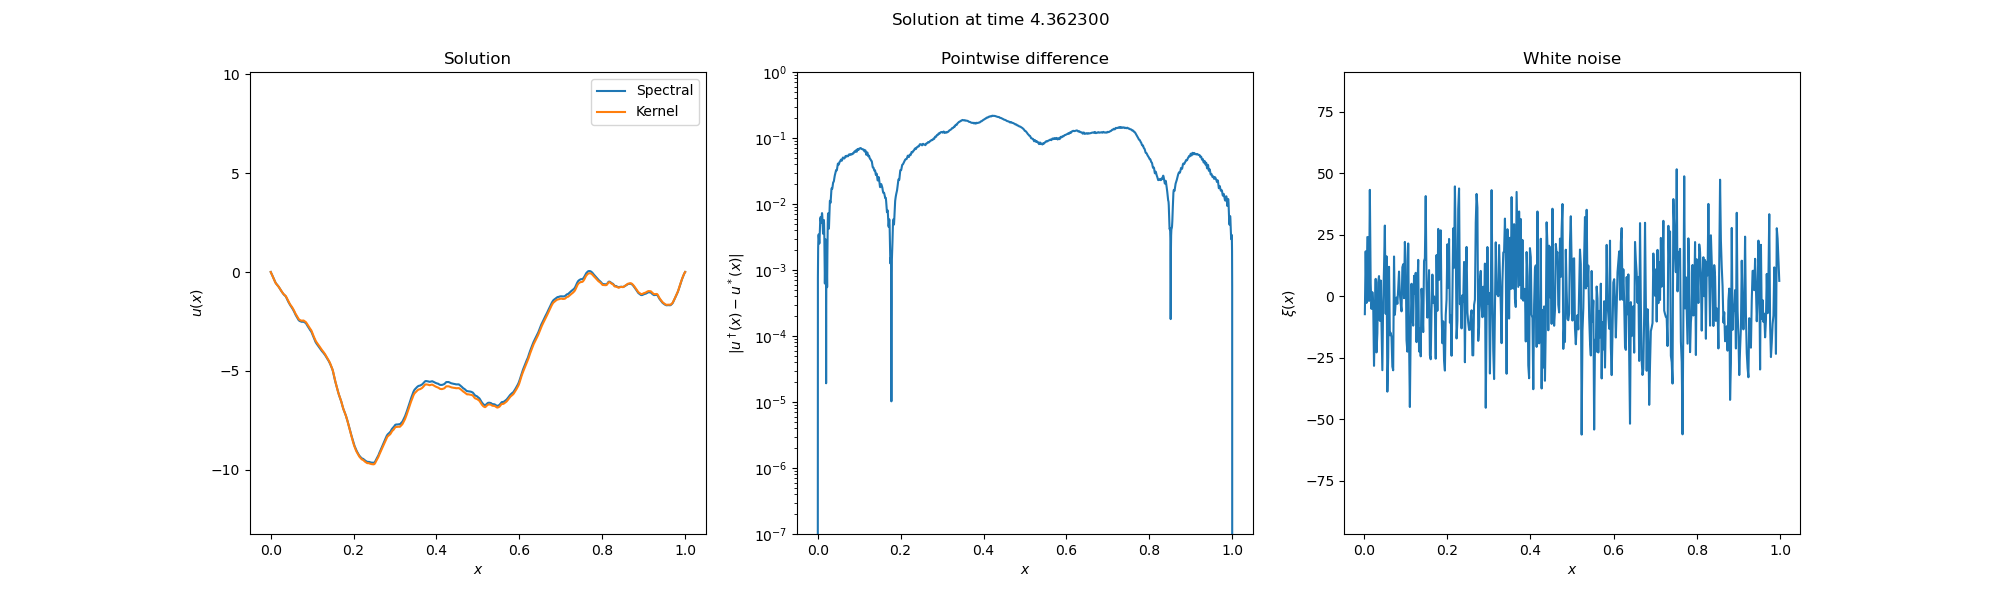 Solution at time 4.362300
Solution
10
5
0
−5
−10
u(x)
0.0 0.2 0.4 0.6 0.8 1.0
x
Spectral
Kernel
Pointwise difference
10⁰
10⁻¹
10⁻²
10⁻³
10⁻⁴
10⁻⁵
10⁻⁶
10⁻⁷
|u†(x) − u*(x)|
0.0 0.2 0.4 0.6 0.8 1.0
x
White noise
75
50
25
0
−25
−50
−75
ξ(x)
0.0 0.2 0.4 0.6 0.8 1.0
x